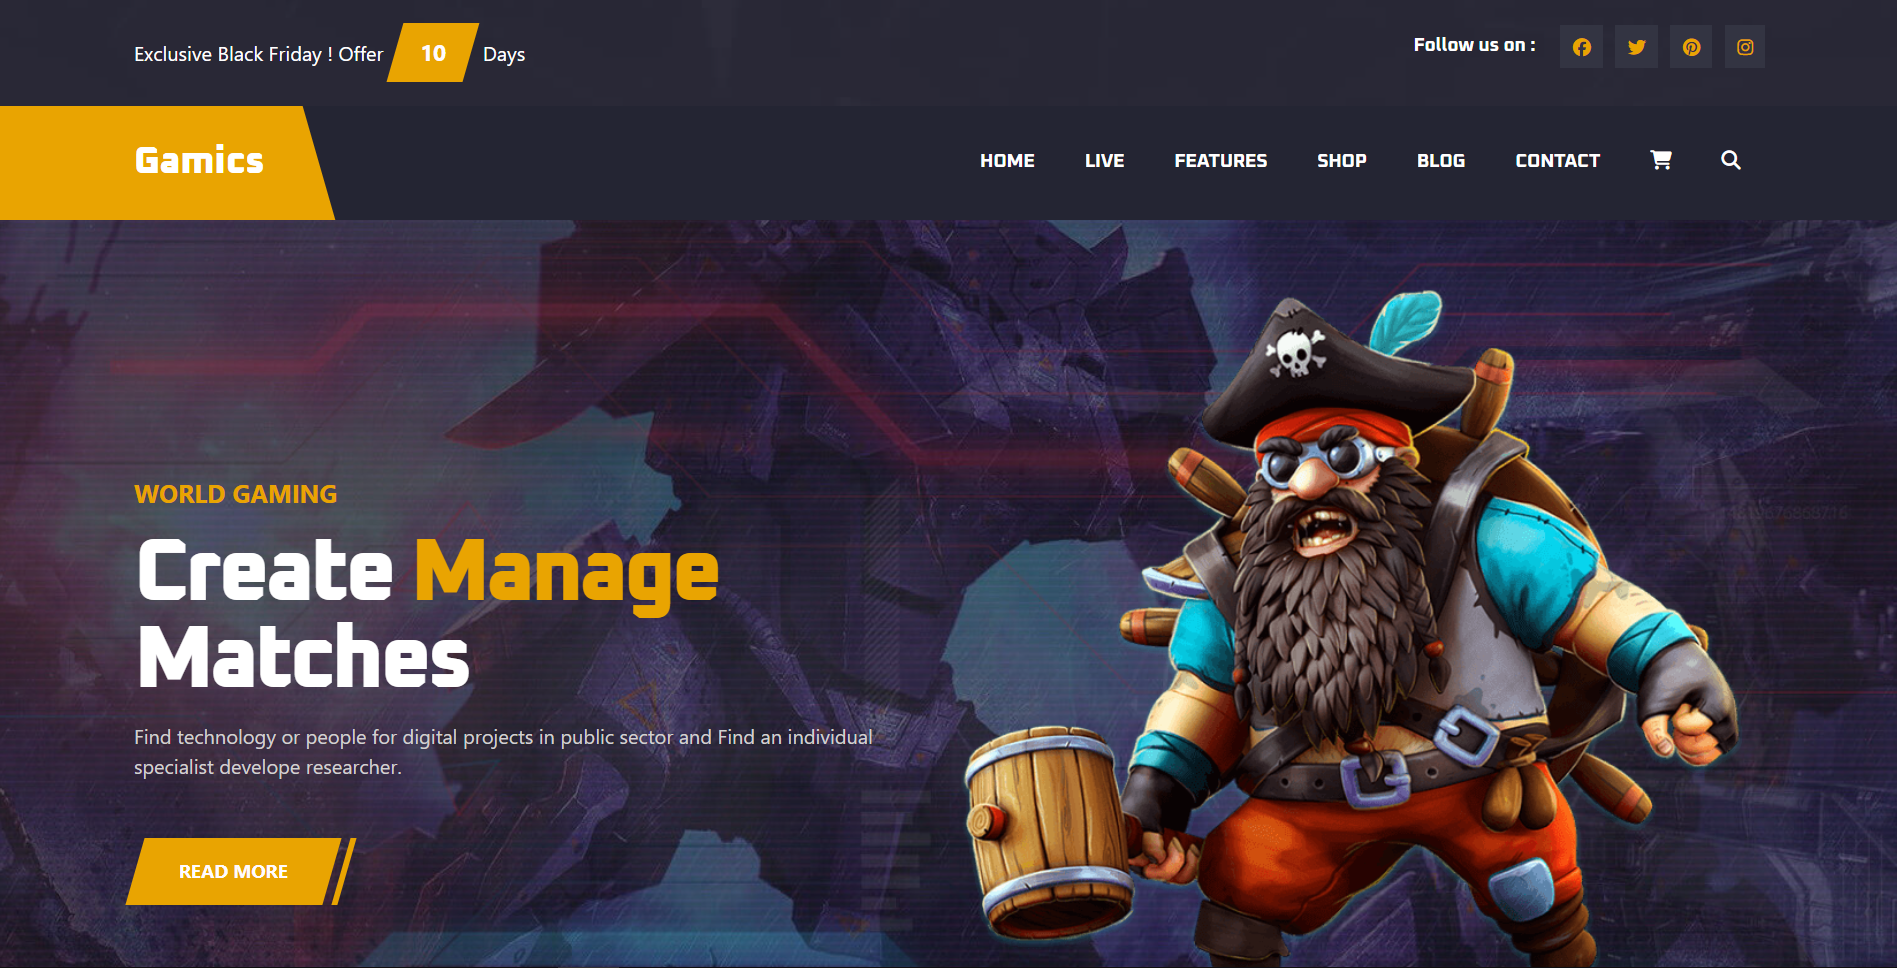 Exclusive Black Friday ! Offer 10 Days
Follow us on :
Gamics
HOME LIVE FEATURES SHOP BLOG CONTACT
WORLD GAMING
Create Manage
Matches
Find technology or people for digital projects in public sector and Find an individual
specialist develope researcher.
READ MORE